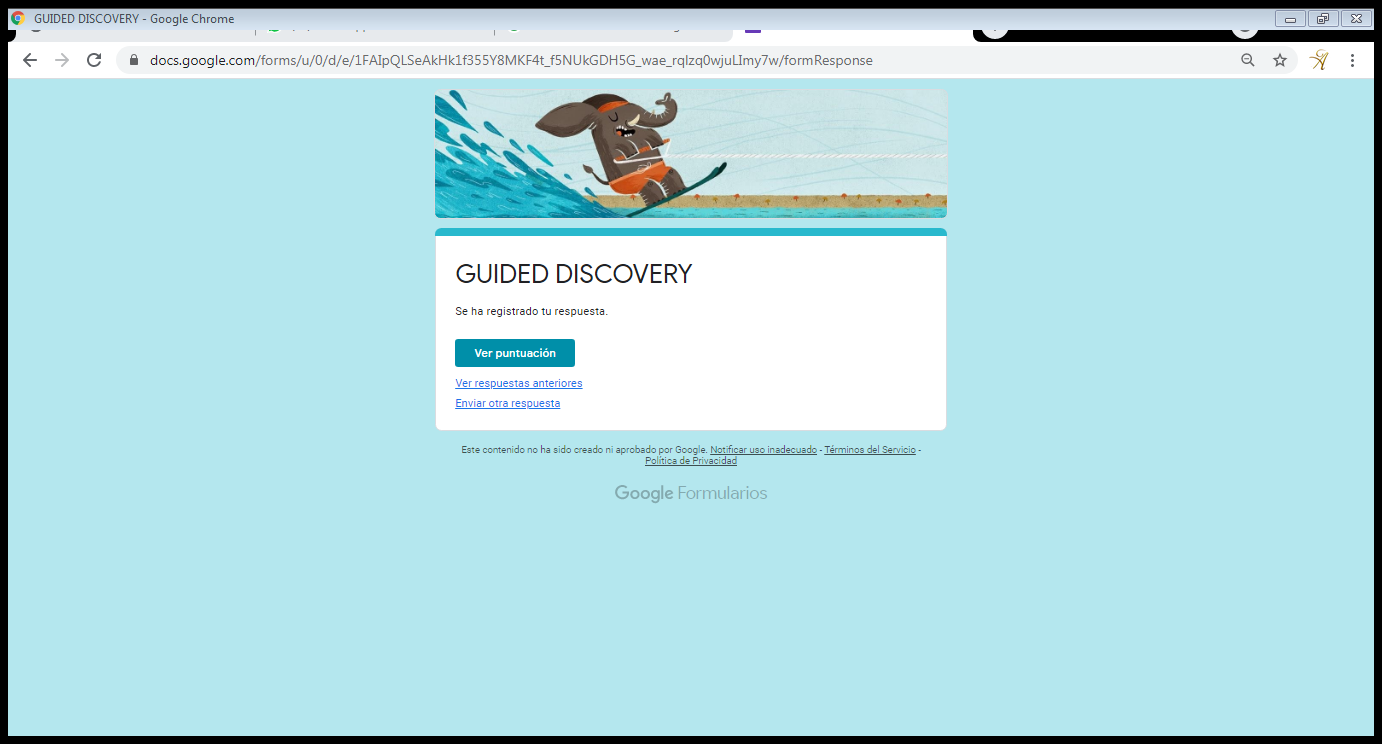 GUIDED DISCOVERY - Google Chrome
docs.google.com/forms/u/0/d/e/1FAIpQLSeAkHk1f355Y8MKF4t_f5NUkGDH5G_wae_rqlzq0wjuLImy7w/formResponse
GUIDED DISCOVERY
Se ha registrado tu respuesta.
Ver puntuación
Ver respuestas anteriores
Enviar otra respuesta
Este contenido no ha sido creado ni aprobado por Google. Notificar uso inadecuado - Términos del Servicio -
Política de Privacidad
Google Formularios